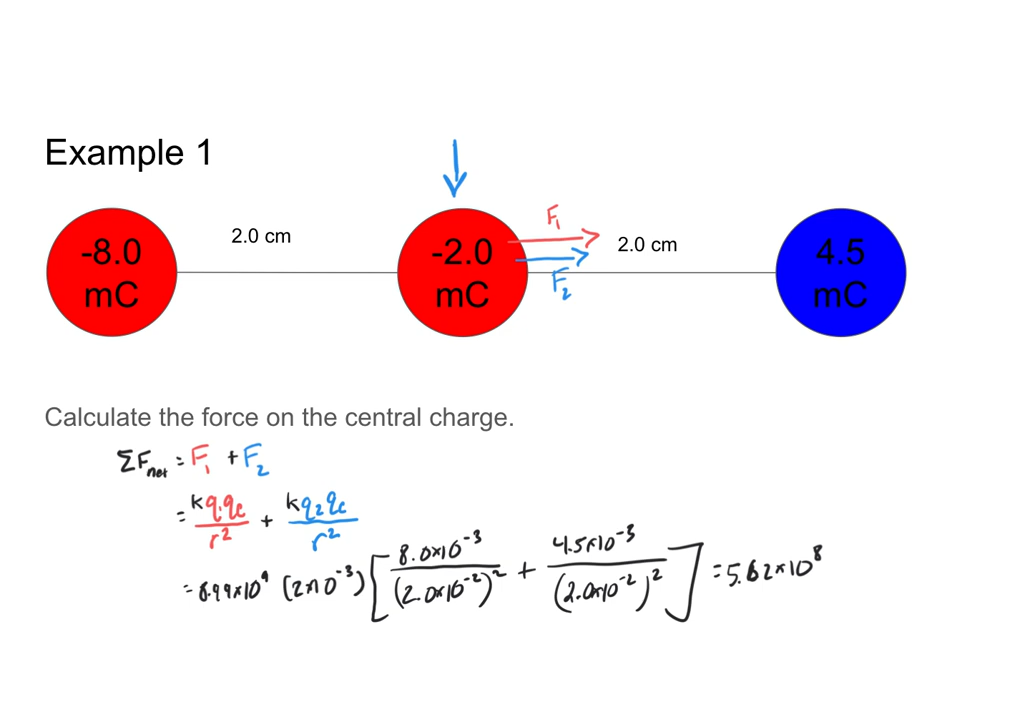 Example 1
-8.0 mC
2.0 cm
-2.0 mC
F₁
F₂
2.0 cm
4.5 mC
Calculate the force on the central charge.
ΣF_net = F₁ + F₂
= kq₁q_c/r² + kq₂q_c/r²
= 8.99×10⁹ (2×10⁻³) [8.0×10⁻³/(2.0×10⁻²)² + 4.5×10⁻³/(2.0×10⁻²)²] = 5.62×10⁸